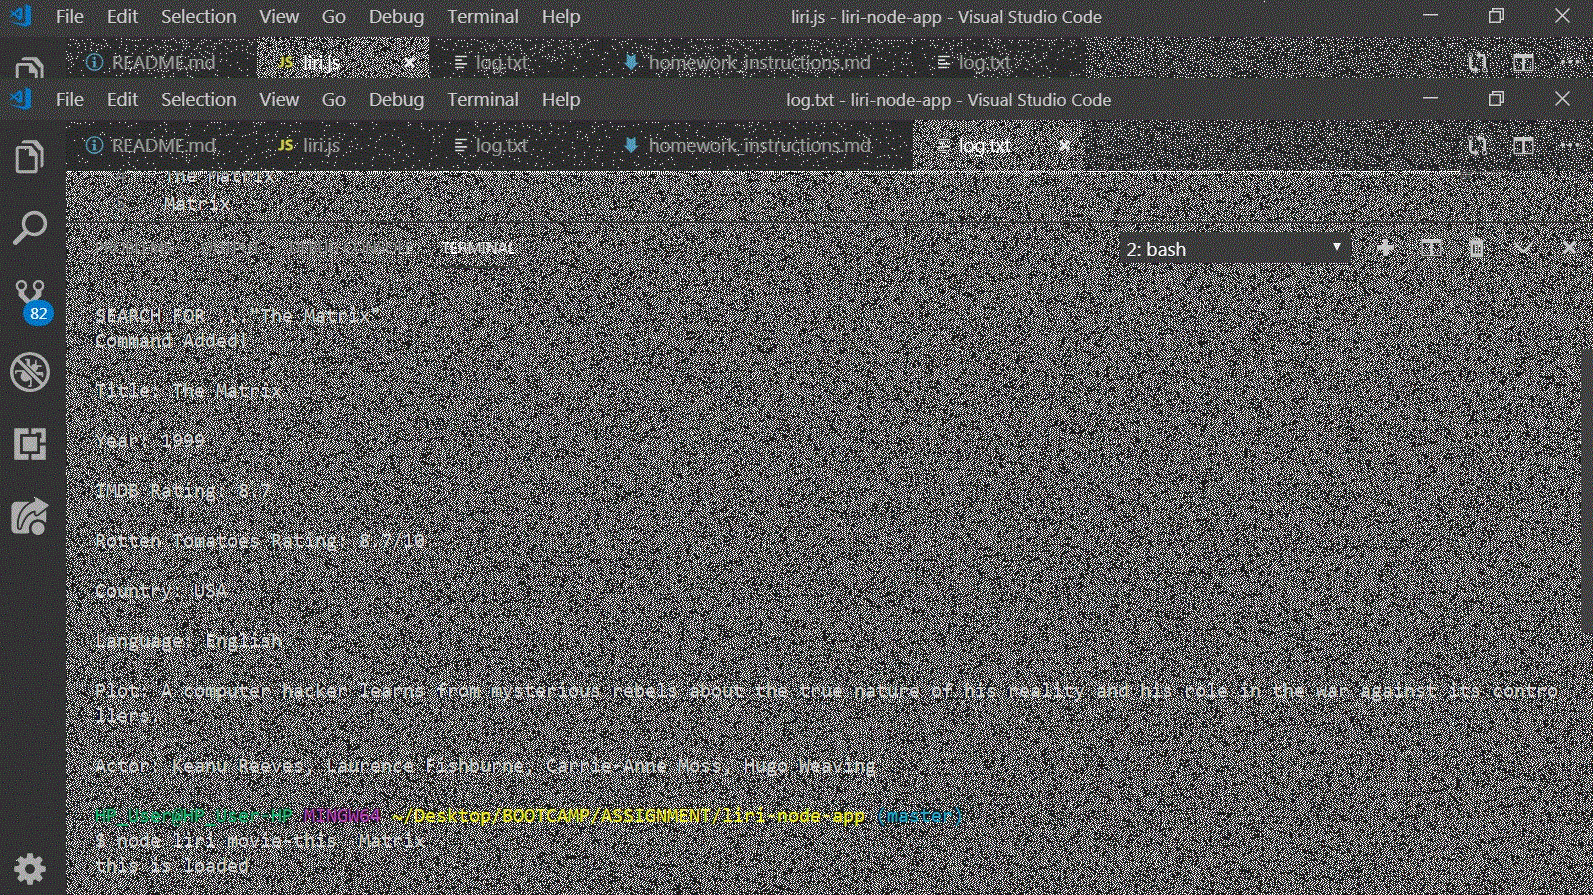 File Edit Selection View Go Debug Terminal Help liri.js - liri-node-app - Visual Studio Code
README.md JS liri.js log.txt homework_instructions.md log.txt
File Edit Selection View Go Debug Terminal Help log.txt - liri-node-app - Visual Studio Code
README.md JS liri.js log.txt homework_instructions.md log.txt
The Matrix
Matrix
TERMINAL 2: bash
82
SEARCH FOR .. "The Matrix"
Command Added!
Title: The Matrix
Year: 1999
IMDB Rating: 8.7
Rotten Tomatoes Rating: 8.7/10
Country: USA
Language: English
Plot: A computer hacker learns from mysterious rebels about the true nature of his reality and his role in the war against its contro
llers.
Actor: Keanu Reeves, Laurence Fishburne, Carrie-Anne Moss, Hugo Weaving
MINGW64 ~/Desktop/BOOTCAMP/ASSIGNMENT/liri-node-app (master)
$ node liri movie-this Matrix
this is loaded